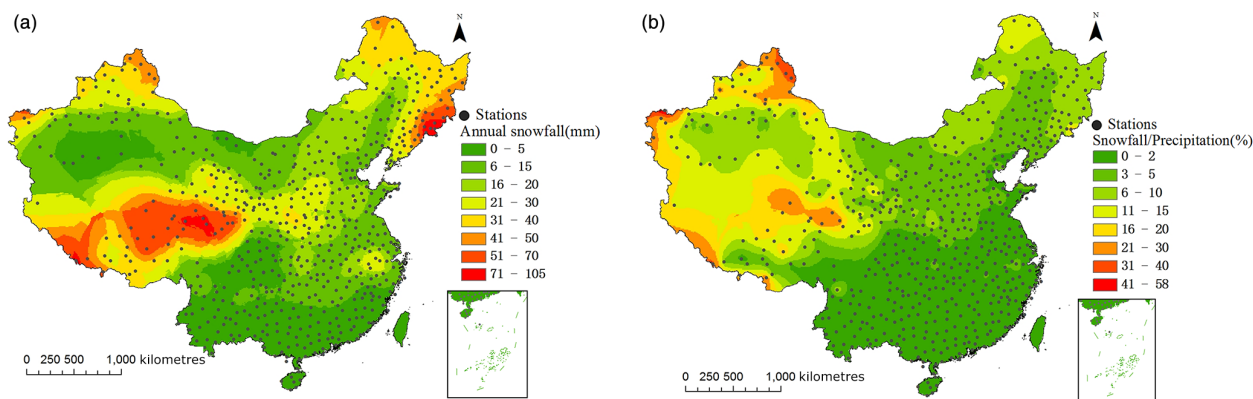 (a)
N
Stations
Annual snowfall(mm)
0 – 5
6 – 15
16 – 20
21 – 30
31 – 40
41 – 50
51 – 70
71 – 105
0 250 500 1,000 kilometres
(b)
N
Stations
Snowfall/Precipitation(%)
0 – 2
3 – 5
6 – 10
11 – 15
16 – 20
21 – 30
31 – 40
41 – 58
0 250 500 1,000 kilometres